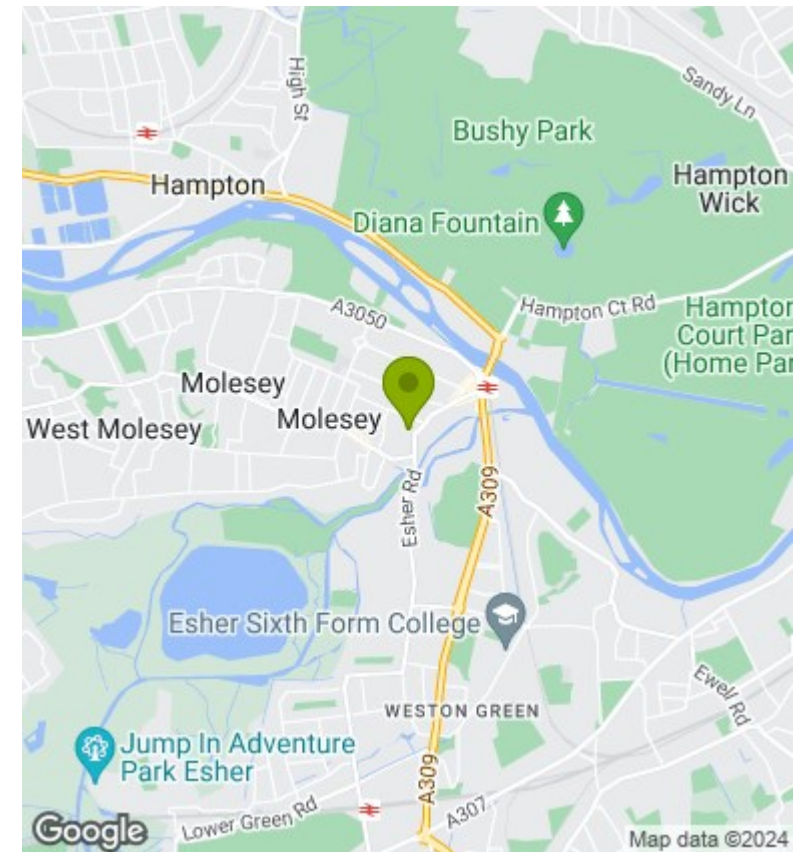 High St
Sandy Ln
Bushy Park
Hampton
Hampton
Wick
Diana Fountain
Hampton Ct Rd
A3050
Hampton
Court Par
(Home Par
Molesey
Molesey
West Molesey
Esher Rd
A309
Esher Sixth Form College
Ewell Rd
WESTON GREEN
Jump In Adventure
Park Esher
A309
A307
Lower Green Rd
Google
Map data ©2024